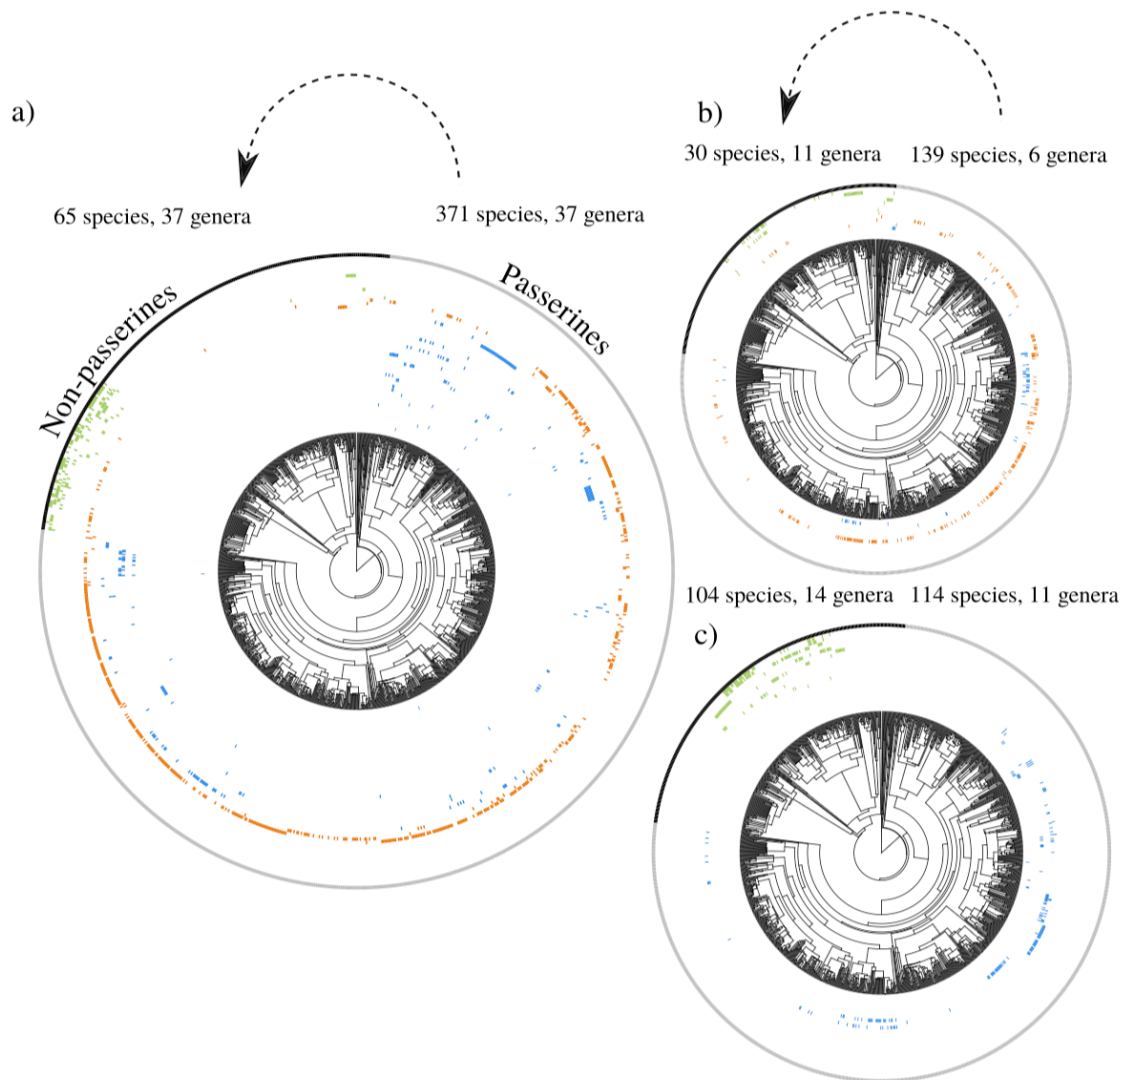 a)
65 species, 37 genera
371 species, 37 genera
Non-passerines
Passerines
b)
30 species, 11 genera
139 species, 6 genera
104 species, 14 genera
114 species, 11 genera
c)